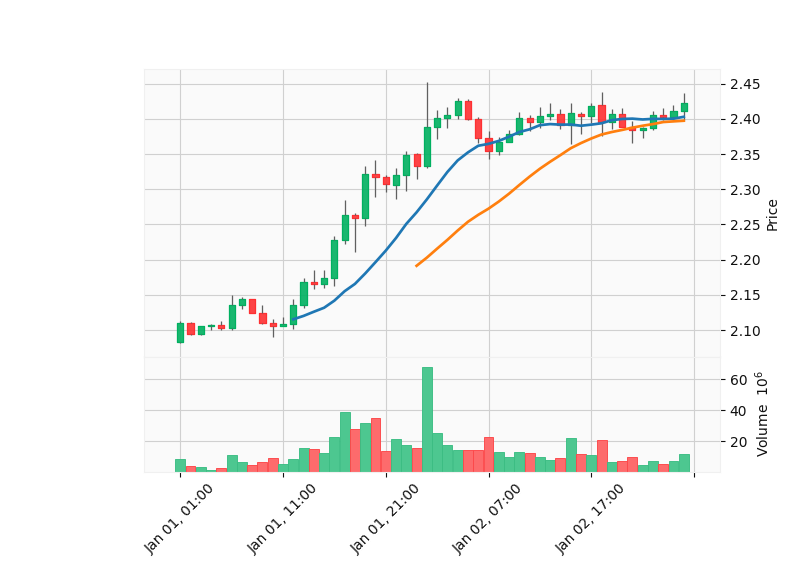 2.45
2.40
2.35
2.30
2.25
2.20
2.15
2.10
Price
60
40
20
Volume 10^6
Jan 01, 01:00
Jan 01, 11:00
Jan 01, 21:00
Jan 02, 07:00
Jan 02, 17:00